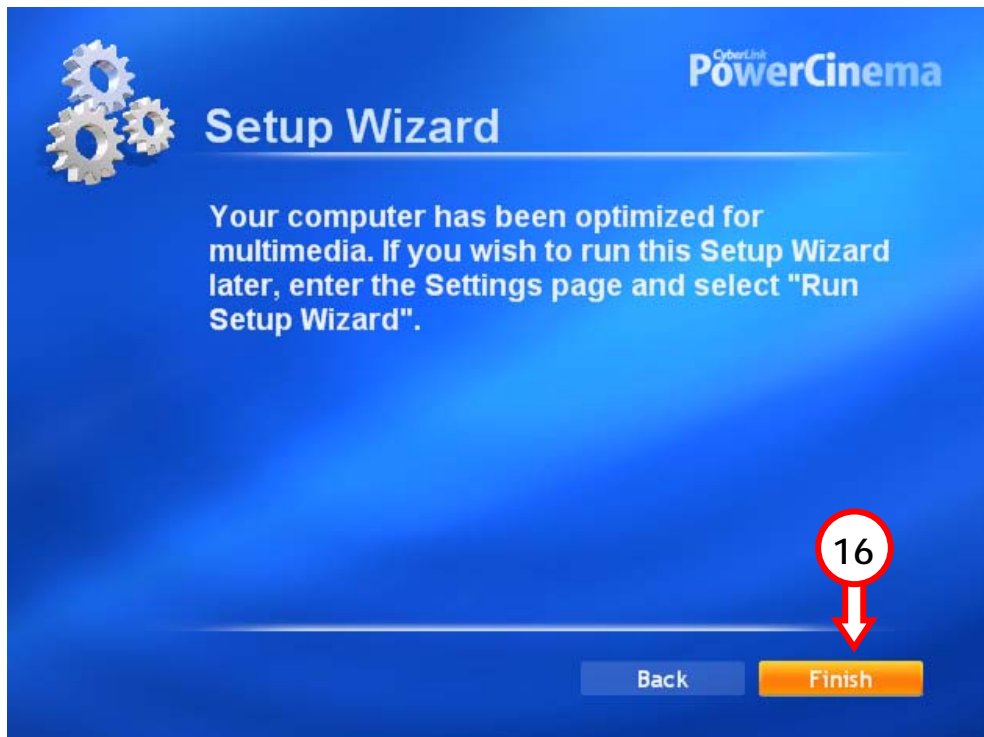 CyberLink
PowerCinema
Setup Wizard
Your computer has been optimized for
multimedia. If you wish to run this Setup Wizard
later, enter the Settings page and select "Run
Setup Wizard".
16
Back Finish